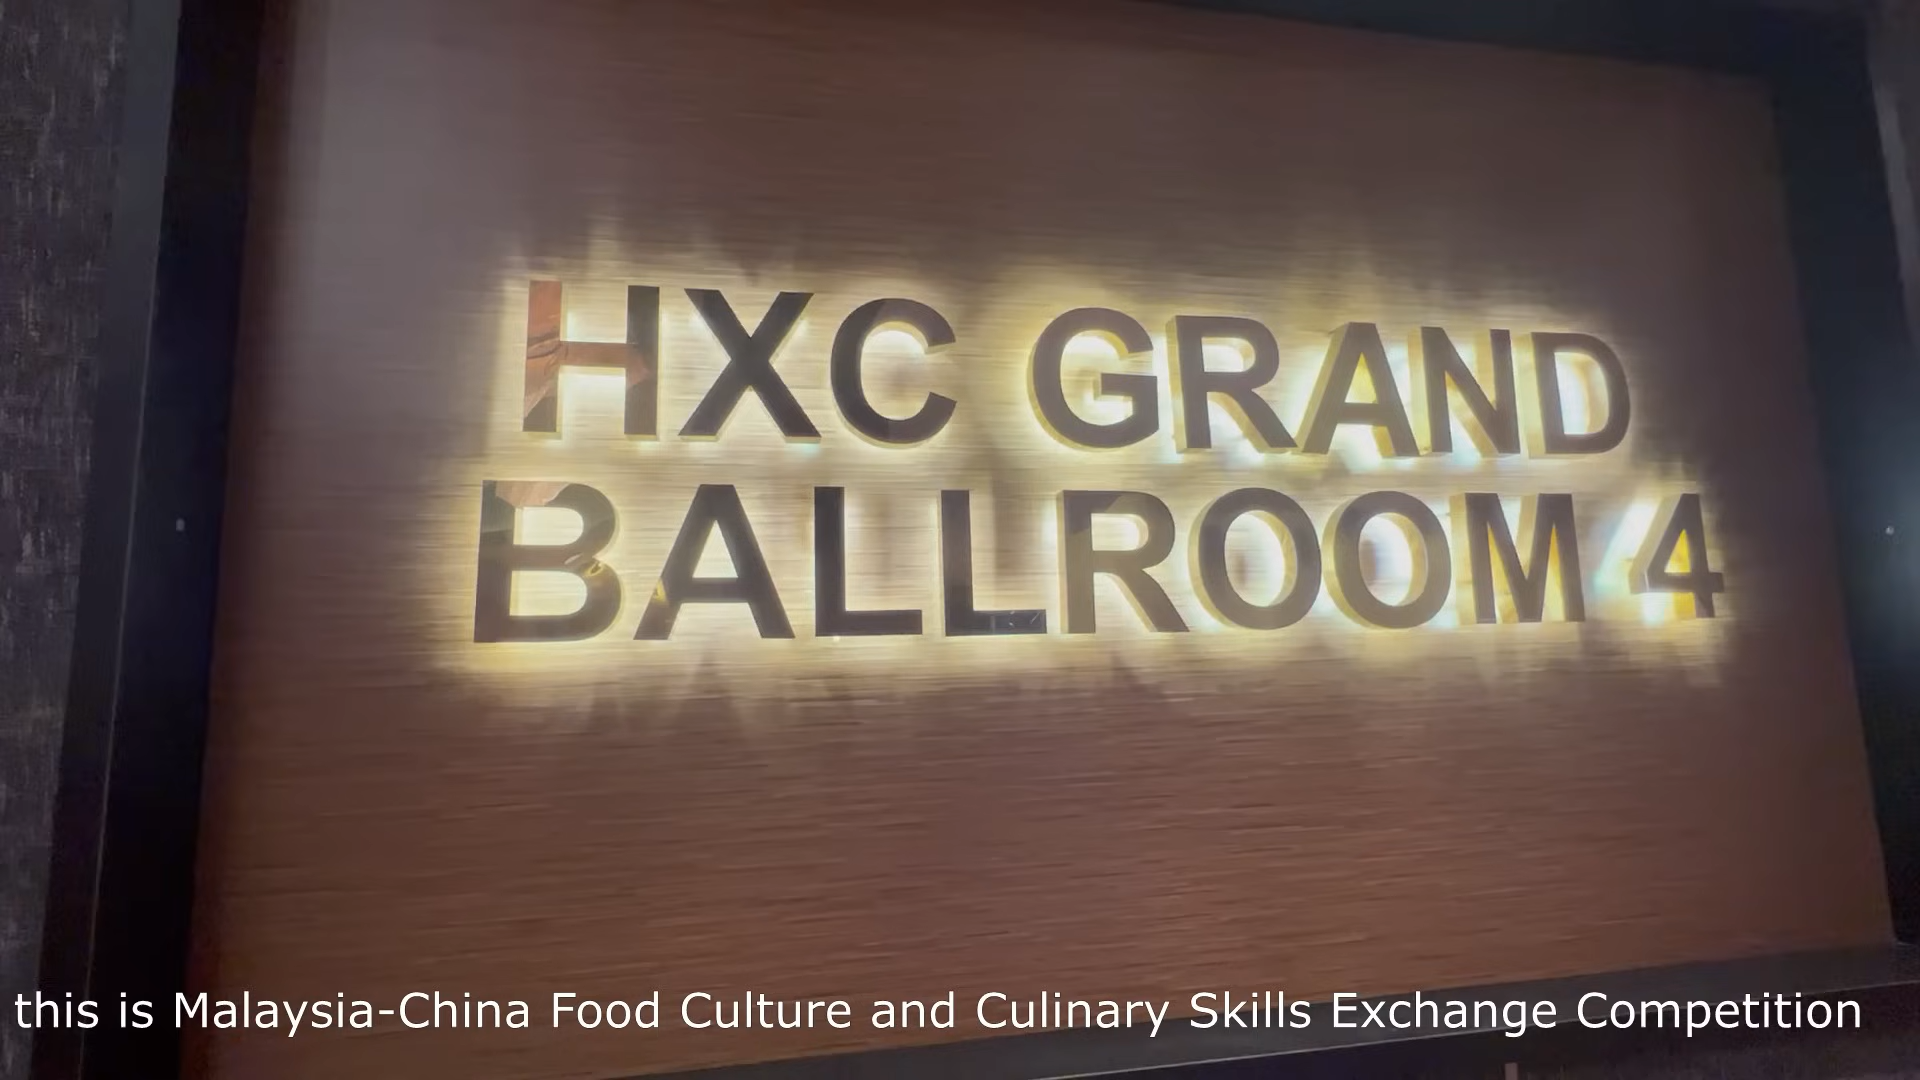 HXC GRAND
BALLROOM 4
this is Malaysia-China Food Culture and Culinary Skills Exchange Competition